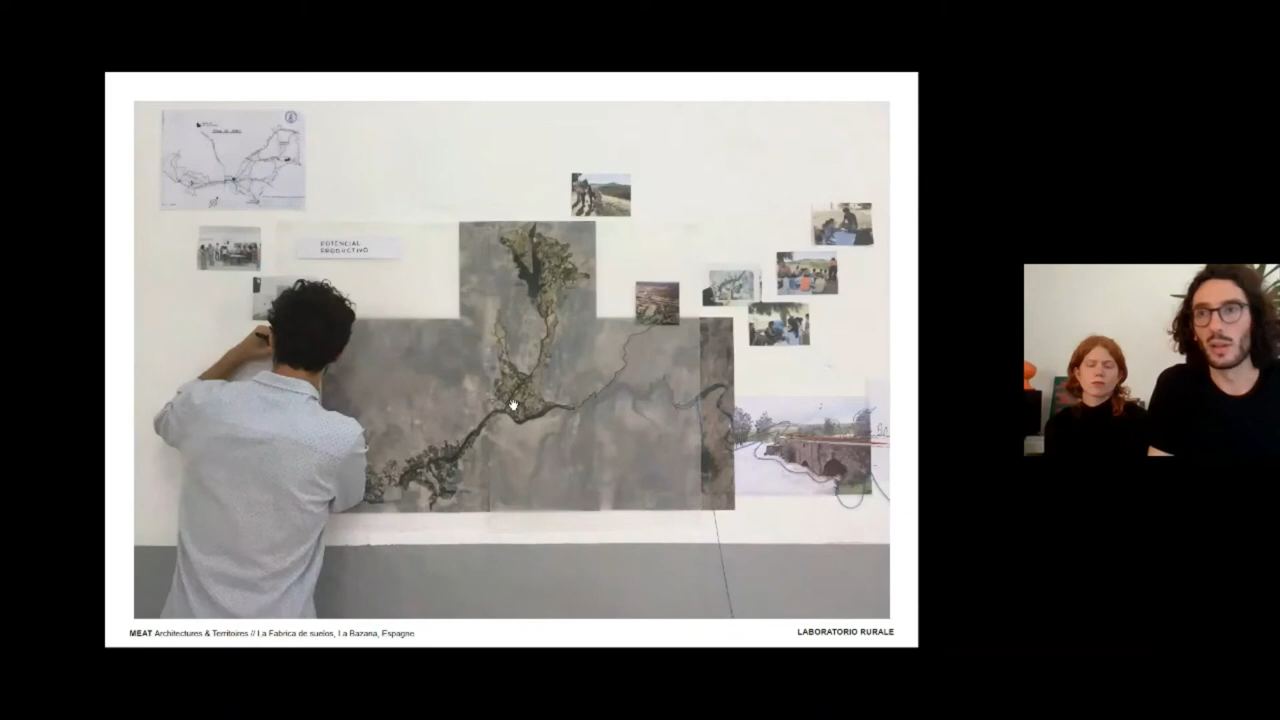 POTENCIAL
PRODUCTIVO
MEAT Architectures & Territoires // La Fabrica de suelos, La Bazana, Espagne
LABORATORIO RURALE